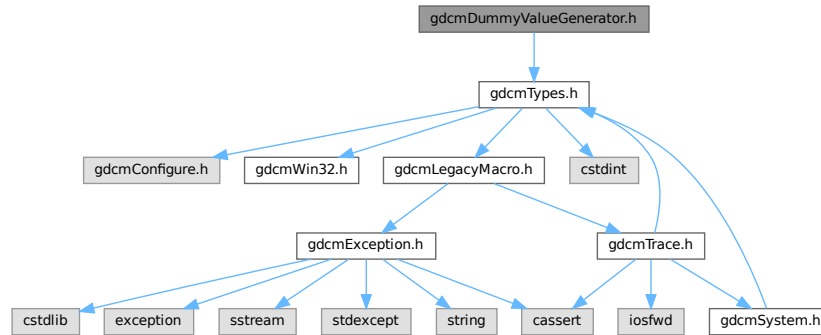 gdcmDummyValueGenerator.h
gdcmTypes.h
gdcmConfigure.h
gdcmWin32.h
gdcmLegacyMacro.h
cstdint
gdcmException.h
gdcmTrace.h
cstdlib
exception
sstream
stdexcept
string
cassert
iosfwd
gdcmSystem.h